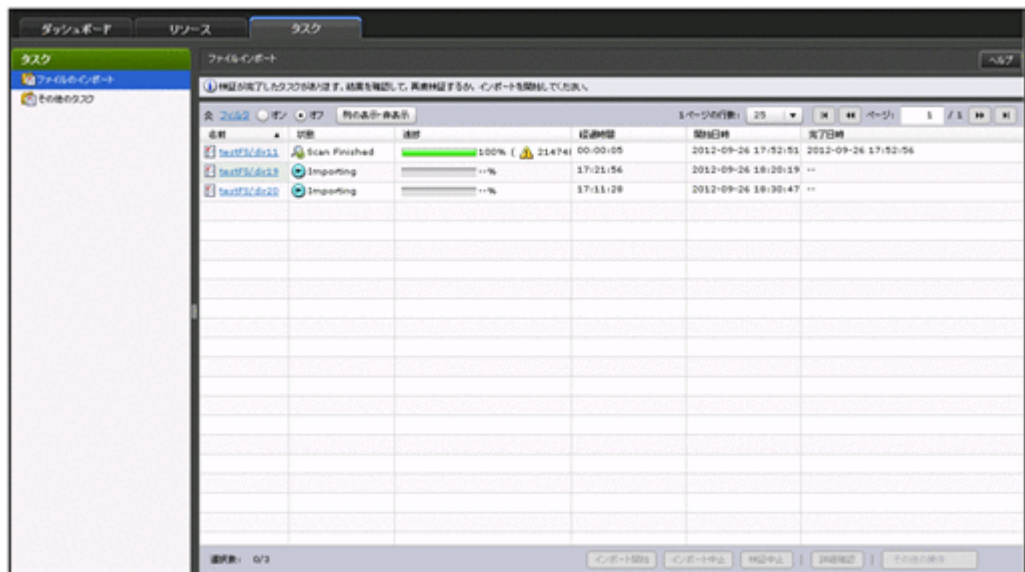 ダッシュボード リソース タスク
タスク
ファイルのインポート
その他のタスク
ファイルインポート ヘルプ
検証が完了したタスクがあります。結果を確認して、再度検証するか、インポートを開始してください。
フィルタ オン オフ 列の表示-非表示 1ページの行数: 25 ページ: 1 / 1
名前 状態 進捗 経過時間 開始日時 完了日時
testFS/dir11 Scan Finished 100% ( 21474( 00:00:05 2012-09-26 17:52:51 2012-09-26 17:52:56
testFS/dir19 Importing --% 17:21:56 2012-09-26 18:20:19 --
testFS/dir20 Importing --% 17:11:28 2012-09-26 18:30:47 --
選択数: 0/3 インポート開始 インポート中止 検証中止 詳細確認 その他の操作